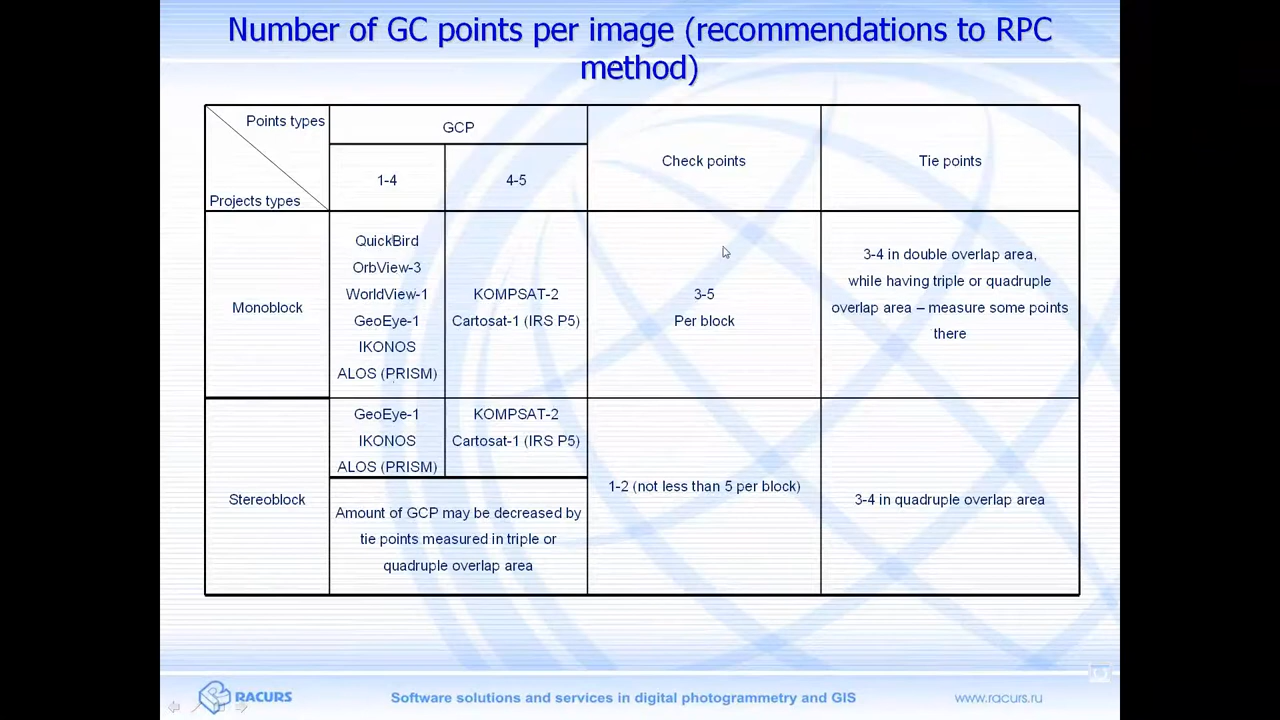 Number of GC points per image (recommendations to RPC
method)
Points types
Projects types
GCP
1-4
4-5
Check points
Tie points
Monoblock
QuickBird
OrbView-3
WorldView-1
GeoEye-1
IKONOS
ALOS (PRISM)
KOMPSAT-2
Cartosat-1 (IRS P5)
3-5
Per block
3-4 in double overlap area,
while having triple or quadruple
overlap area – measure some points
there
Stereoblock
GeoEye-1
IKONOS
ALOS (PRISM)
KOMPSAT-2
Cartosat-1 (IRS P5)
Amount of GCP may be decreased by
tie points measured in triple or
quadruple overlap area
1-2 (not less than 5 per block)
3-4 in quadruple overlap area
RACURS
Software solutions and services in digital photogrammetry and GIS
www.racurs.ru